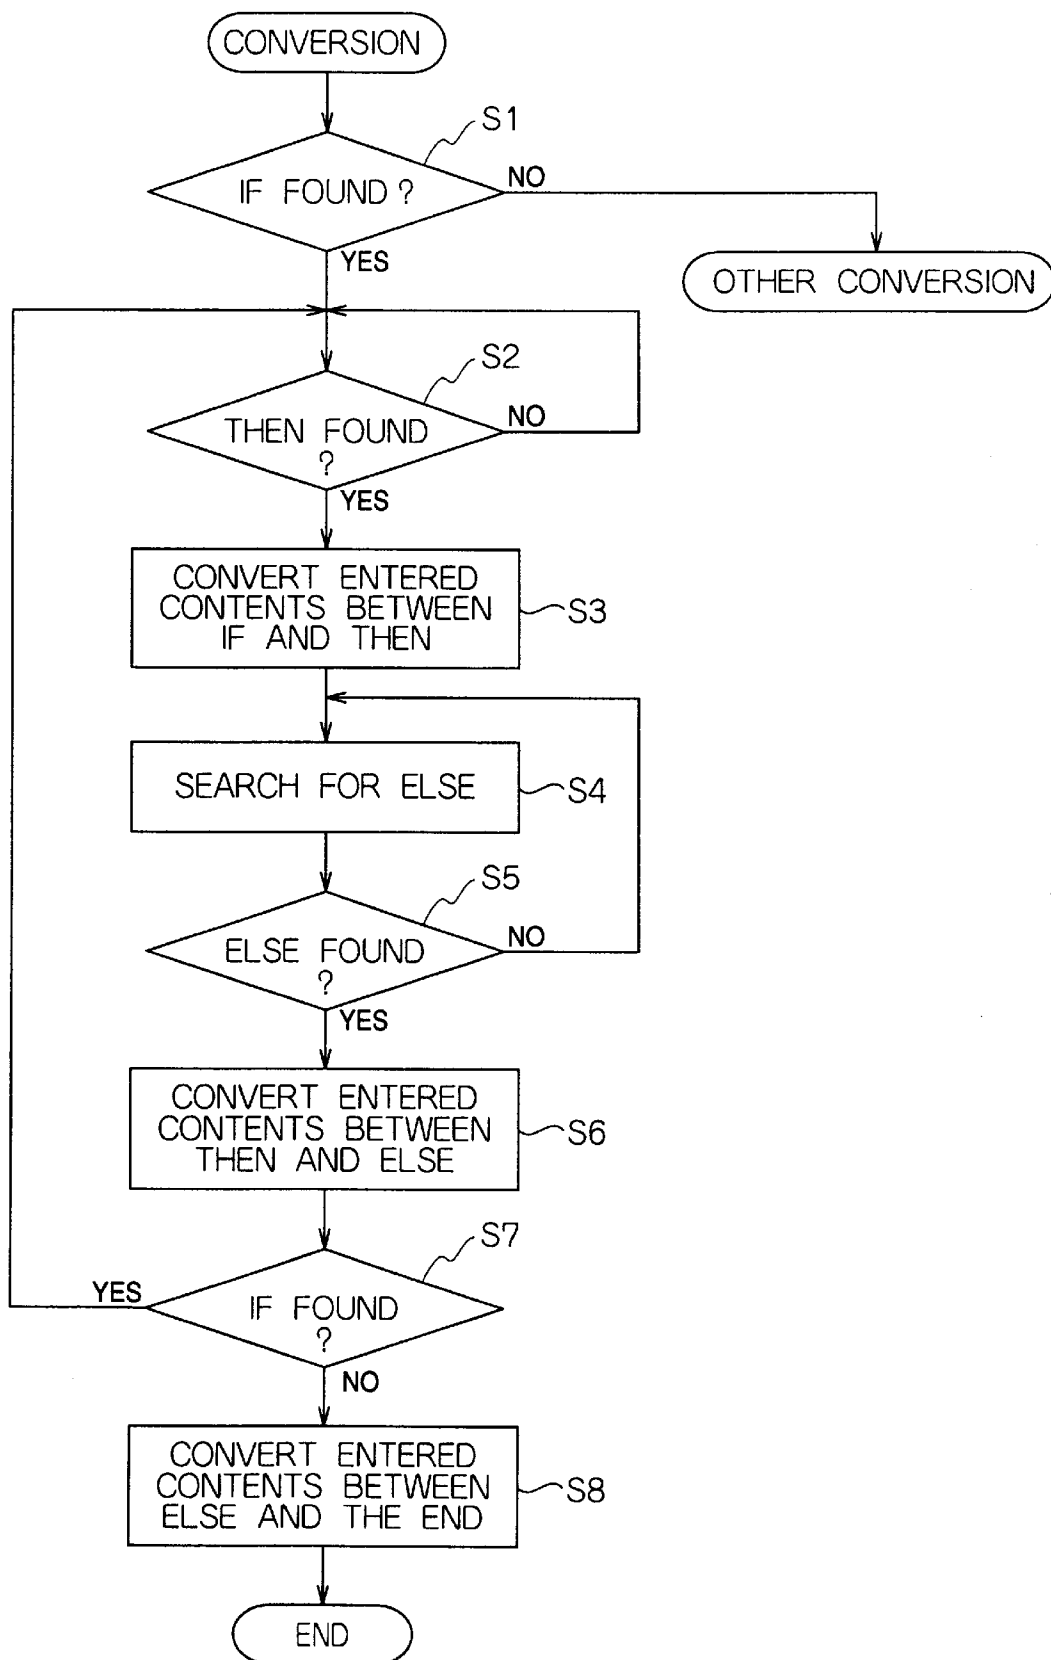 CONVERSION
S1
IF FOUND ?
NO
YES
OTHER CONVERSION
S2
THEN FOUND
?
NO
YES
CONVERT ENTERED
CONTENTS BETWEEN
IF AND THEN
S3
SEARCH FOR ELSE
S4
S5
ELSE FOUND
?
NO
YES
CONVERT ENTERED
CONTENTS BETWEEN
THEN AND ELSE
S6
S7
YES
IF FOUND
?
NO
CONVERT ENTERED
CONTENTS BETWEEN
ELSE AND THE END
S8
END